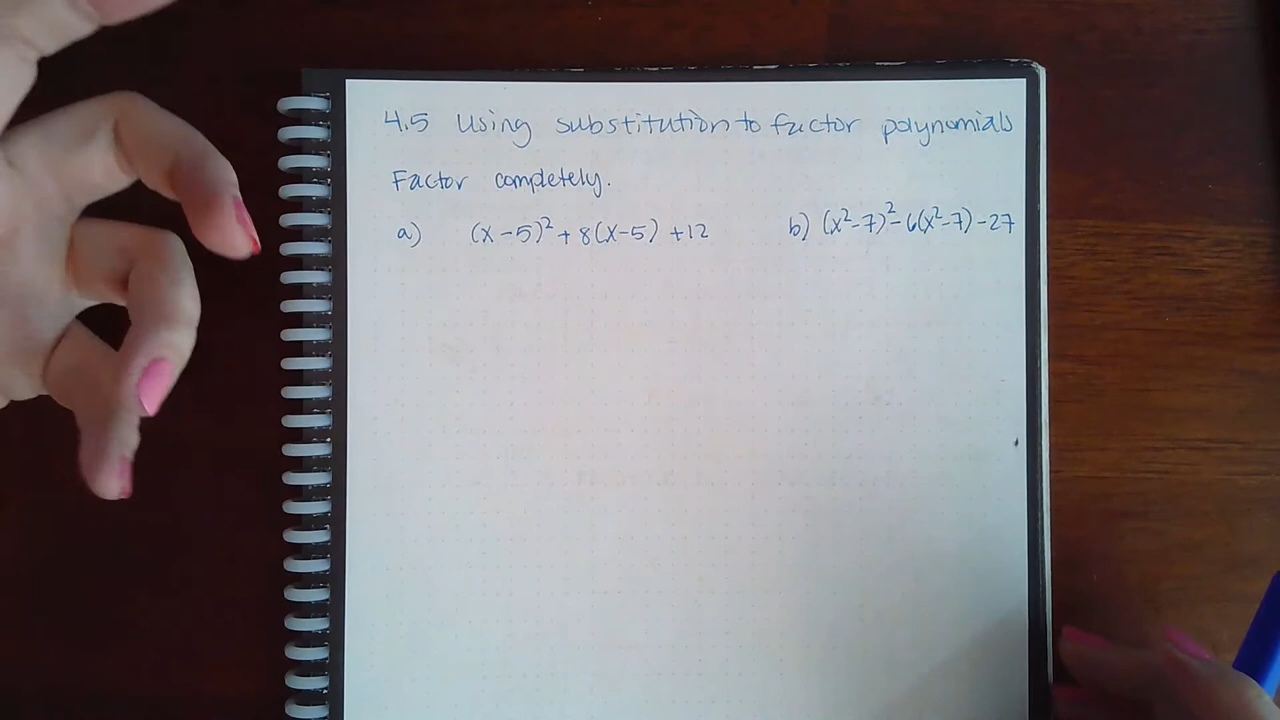 4.5 Using substitution to factor polynomials
Factor completely.
a) (x-5)² + 8(x-5) + 12 b) (x²-7)² - 6(x²-7) - 27